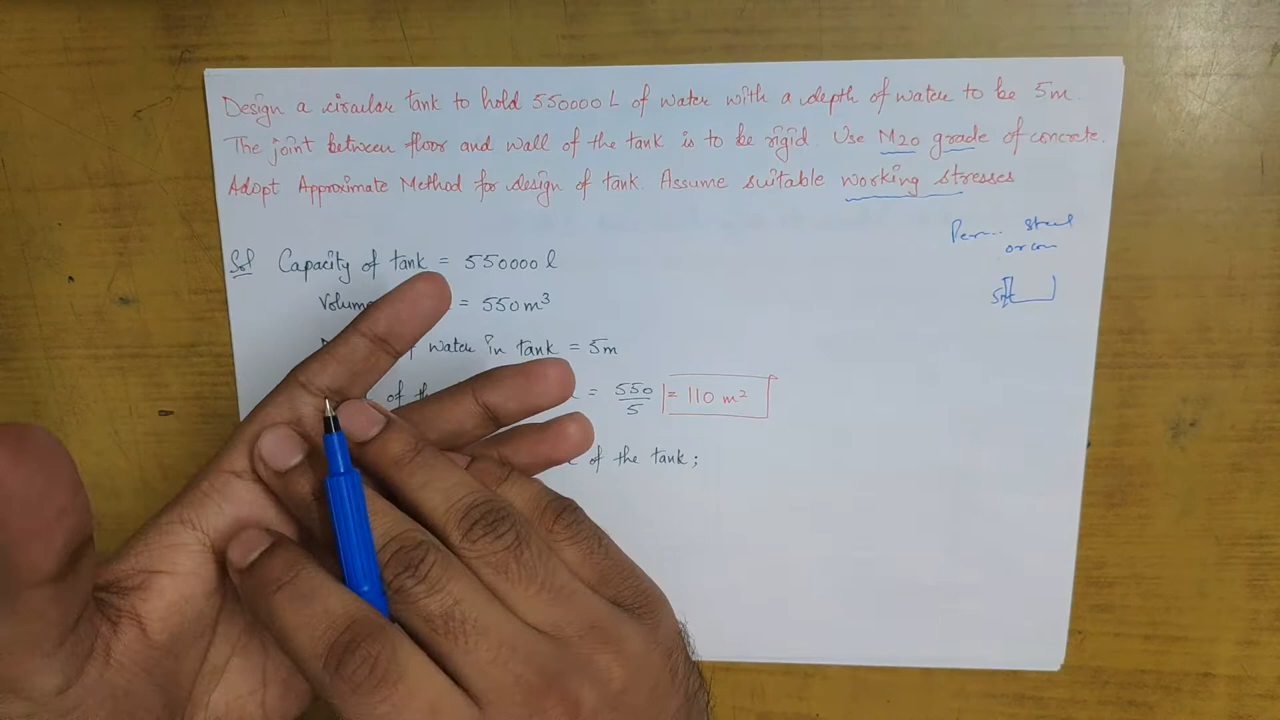 Design a circular tank to hold 550000 L of water with a depth of water to be 5m.
The joint between floor and wall of the tank is to be rigid. Use M20 grade of concrete.
Adopt Approximate Method for design of tank. Assume suitable working stresses
Perm... steel
or con
Sol Capacity of tank = 550000 l
5m
Volume = 550m³
water in tank = 5m
of = 550/5 = 110 m²
of the tank;